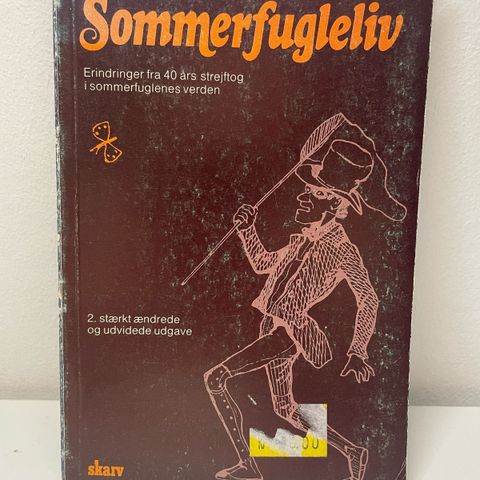 Sommerfugleliv
Erindringer fra 40 års strejftog
i sommerfuglenes verden
2. stærkt ændrede
og udvidede udgave
skarv